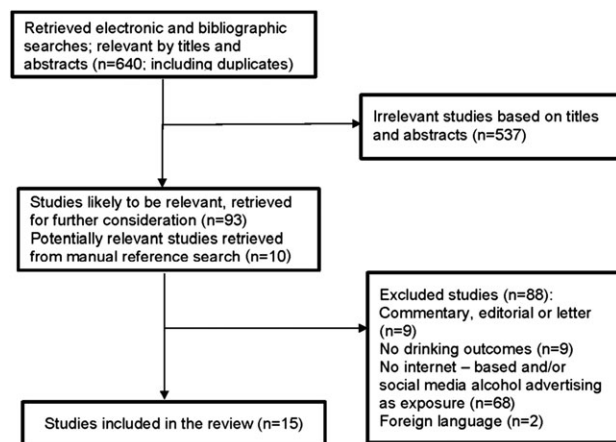 Retrieved electronic and bibliographic
searches; relevant by titles and
abstracts (n=640; including duplicates)
Irrelevant studies based on titles
and abstracts (n=537)
Studies likely to be relevant, retrieved
for further consideration (n=93)
Potentially relevant studies retrieved
from manual reference search (n=10)
Excluded studies (n=88):
Commentary, editorial or letter
(n=9)
No drinking outcomes (n=9)
No internet – based and/or
social media alcohol advertising
as exposure (n=68)
Foreign language (n=2)
Studies included in the review (n=15)